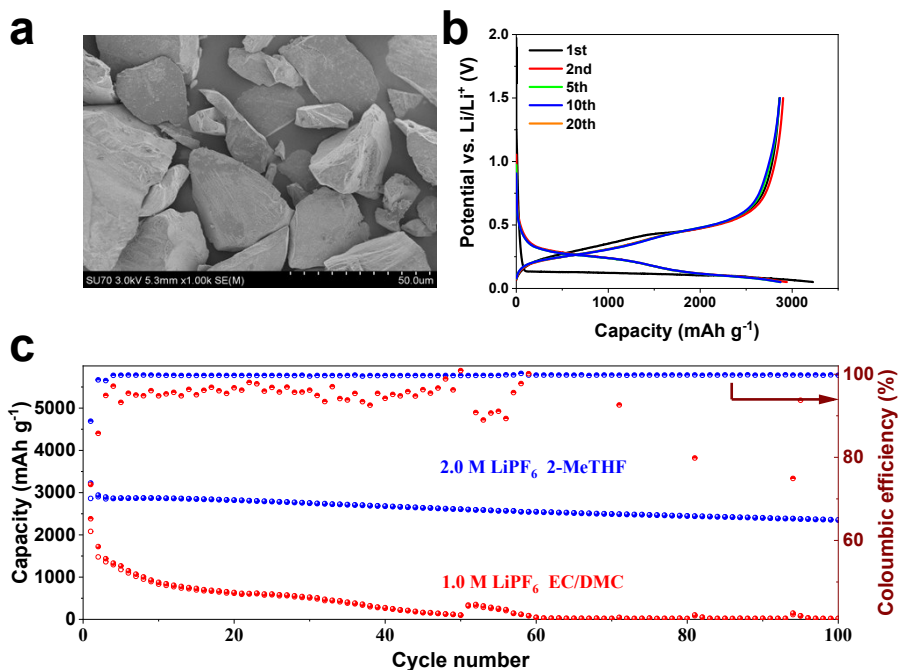 a
SU70 3.0kV 5.3mm x1.00k SE(M)
50.0um
b
Potential vs. Li/Li⁺ (V)
2.0
1.5
1.0
0.5
0.0
1st
2nd
5th
10th
20th
0
1000
2000
3000
Capacity (mAh g⁻¹)
c
Capacity (mAh g⁻¹)
5000
4000
3000
2000
1000
0
2.0 M LiPF₆ 2-MeTHF
1.0 M LiPF₆ EC/DMC
100
80
60
Coloumbic efficiency (%)
1
20
40
60
80
100
Cycle number